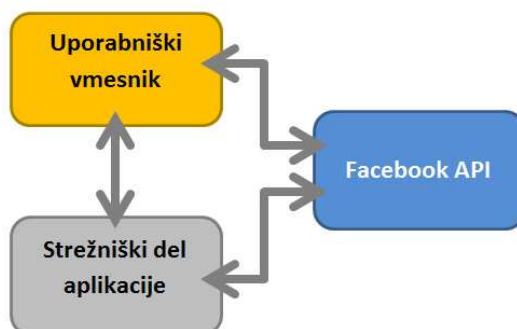 Uporabniški
vmesnik
Facebook API
Strežniški del
aplikacije